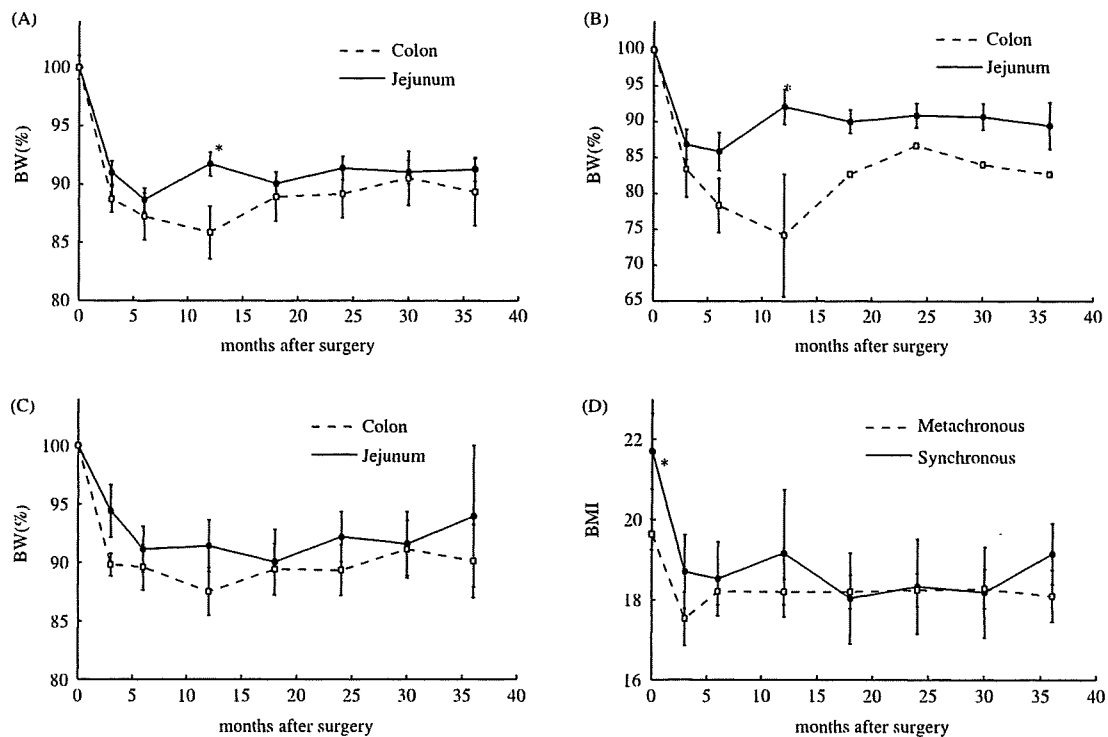 (A)
Colon
Jejunum
BW(%)
100
95
90
85
80
*
0 5 10 15 20 25 30 35 40
months after surgery
(B)
Colon
Jejunum
BW(%)
100
95
90
85
80
75
70
65
*
0 5 10 15 20 25 30 35 40
months after surgery
(C)
Colon
Jejunum
BW(%)
100
95
90
85
80
0 5 10 15 20 25 30 35 40
months after surgery
(D)
Metachronous
Synchronous
BMI
22
20
18
16
*
0 5 10 15 20 25 30 35 40
months after surgery